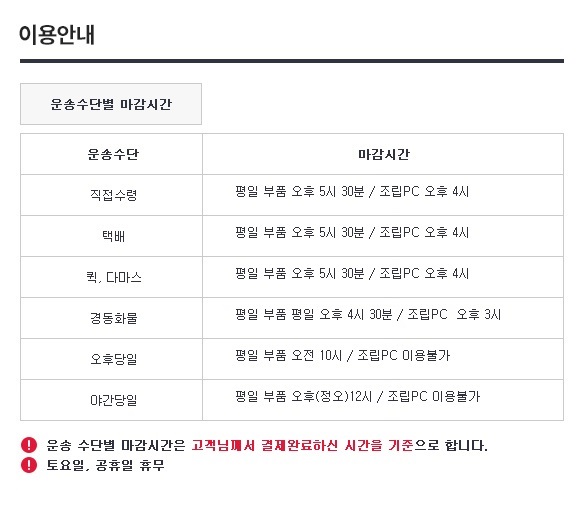 이용안내
운송수단별 마감시간
운송수단 마감시간
직접수령 평일 부품 오후 5시 30분 / 조립PC 오후 4시
택배 평일 부품 오후 5시 30분 / 조립PC 오후 4시
퀵, 다마스 평일 부품 오후 5시 30분 / 조립PC 오후 4시
경동화물 평일 부품 평일 오후 4시 30분 / 조립PC 오후 3시
오후당일 평일 부품 오전 10시 / 조립PC 이용불가
야간당일 평일 부품 오후(정오)12시 / 조립PC 이용불가
! 운송 수단별 마감시간은 고객님께서 결제완료하신 시간을 기준으로 합니다.
! 토요일, 공휴일 휴무